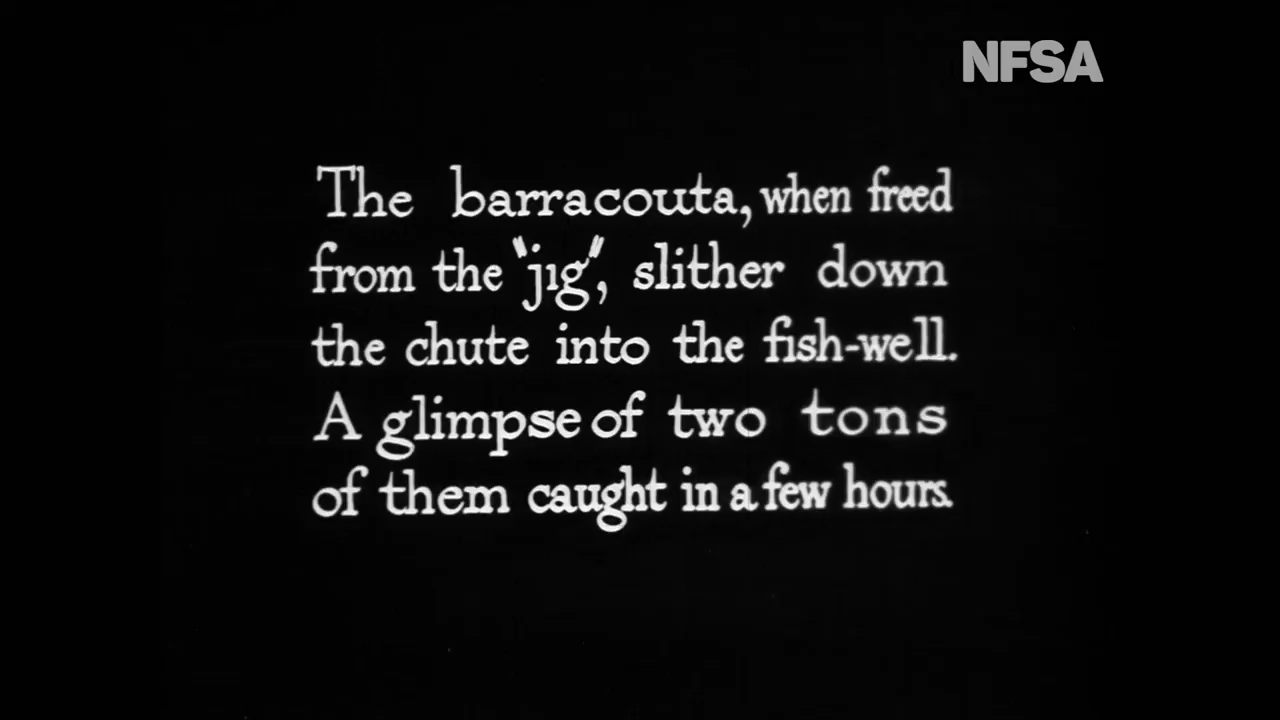 NFSA
The barracouta, when freed
from the "jig", slither down
the chute into the fish-well.
A glimpse of two tons
of them caught in a few hours.